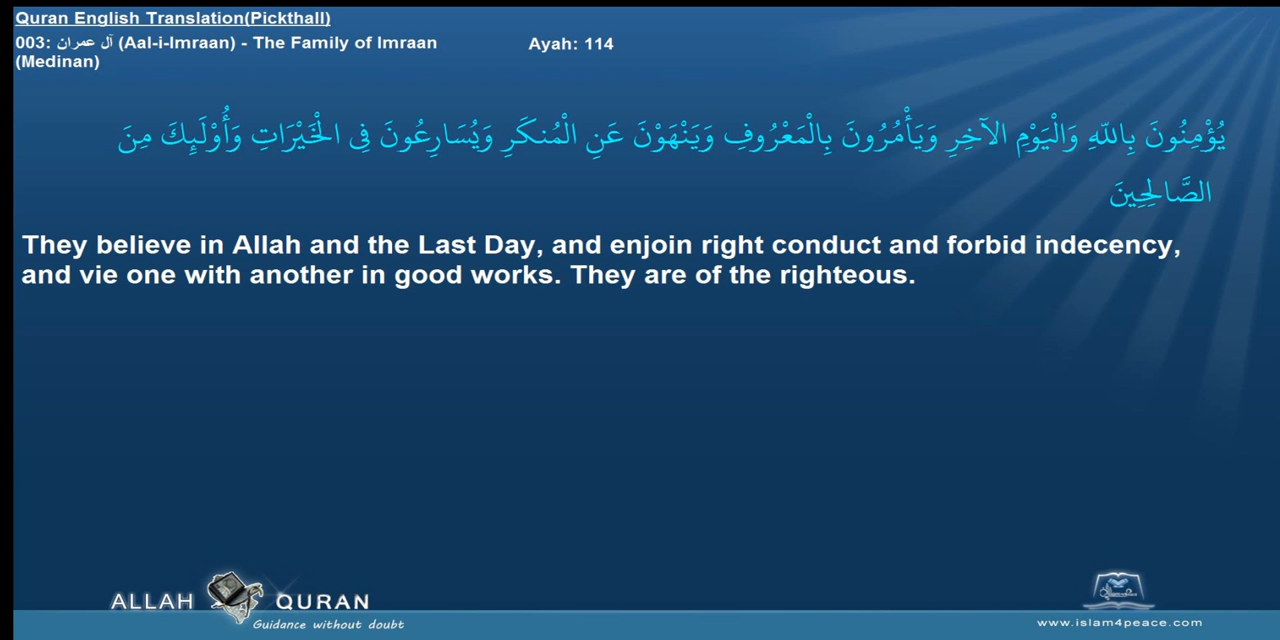 Quran English Translation(Pickthall)
003: آل عمران (Aal-i-Imraan) - The Family of Imraan Ayah: 114
(Medinan)
يُؤْمِنُونَ بِاللَّهِ وَالْيَوْمِ الْآخِرِ وَيَأْمُرُونَ بِالْمَعْرُوفِ وَيَنْهَوْنَ عَنِ الْمُنكَرِ وَيُسَارِعُونَ فِي الْخَيْرَاتِ وَأُوْلَئِكَ مِنَ
الصَّالِحِينَ
They believe in Allah and the Last Day, and enjoin right conduct and forbid indecency,
and vie one with another in good works. They are of the righteous.
ALLAH QURAN
Guidance without doubt
www.islam4peace.com